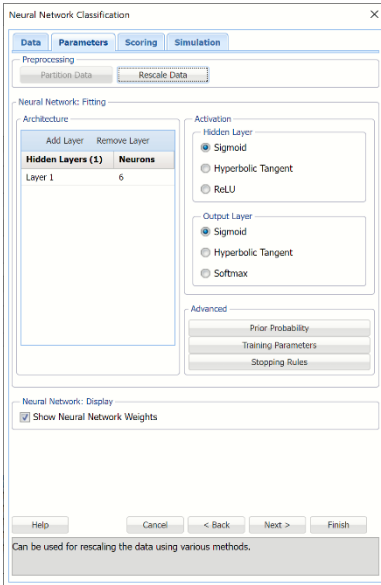 Neural Network Classification
Data Parameters Scoring Simulation
Preprocessing
Partition Data Rescale Data
Neural Network: Fitting
Architecture
Add Layer Remove Layer
Hidden Layers (1) Neurons
Layer 1 6
Activation
Hidden Layer
Sigmoid
Hyperbolic Tangent
ReLU
Output Layer
Sigmoid
Hyperbolic Tangent
Softmax
Advanced
Prior Probability
Training Parameters
Stopping Rules
Neural Network: Display
Show Neural Network Weights
Help Cancel < Back Next > Finish
Can be used for rescaling the data using various methods.